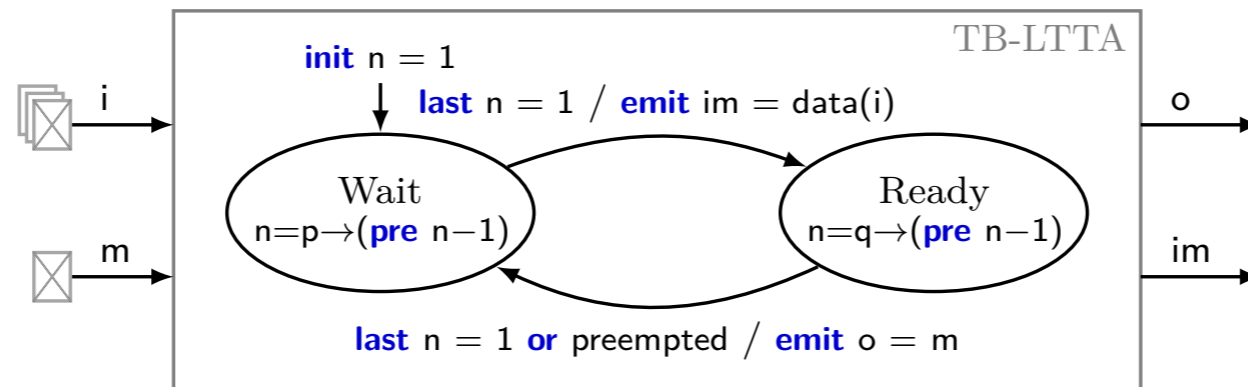 TB-LTTA
init n = 1
i
last n = 1 / emit im = data(i)
o
Wait
n=p→(pre n−1)
Ready
n=q→(pre n−1)
m
im
last n = 1 or preempted / emit o = m